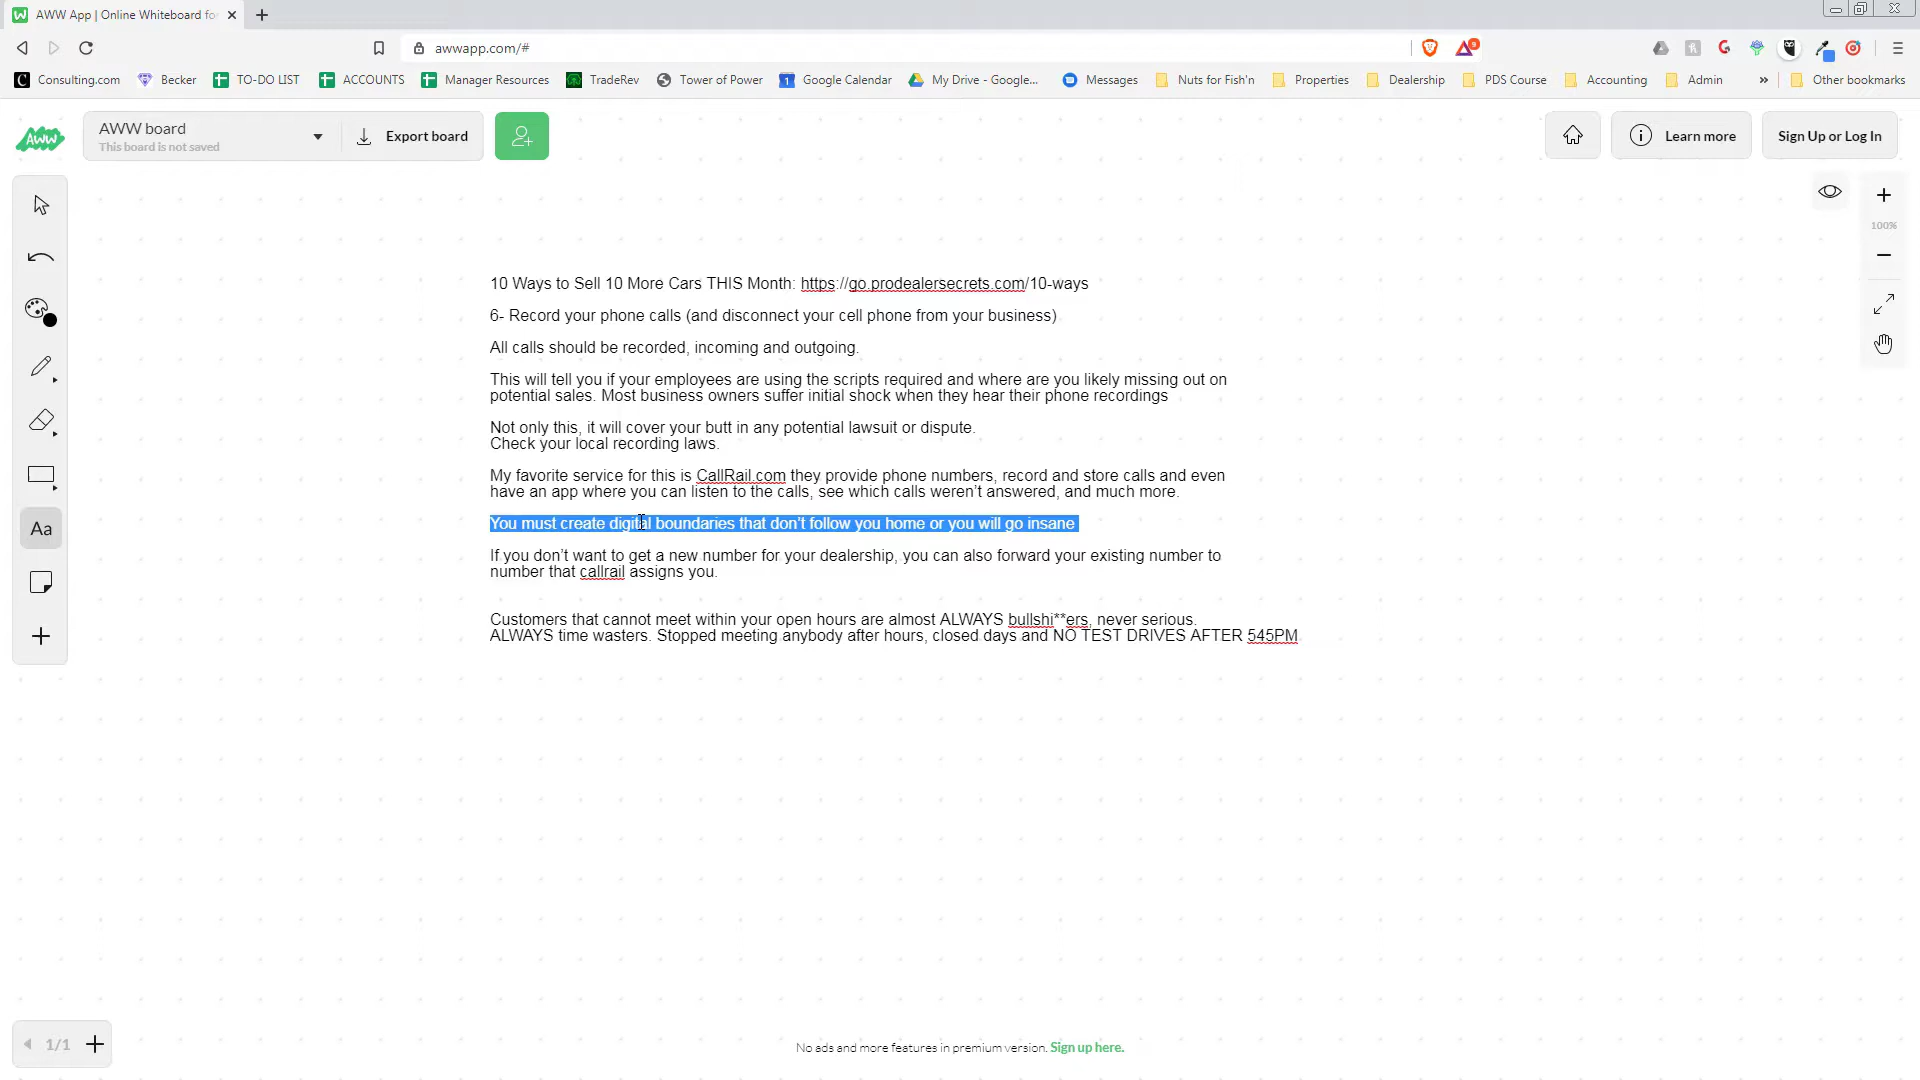 AWW App | Online Whiteboard for
awwapp.com/#
Consulting.com
Becker
TO-DO LIST
ACCOUNTS
Manager Resources
TradeRev
Tower of Power
Google Calendar
My Drive - Google...
Messages
Nuts for Fish'n
Properties
Dealership
PDS Course
Accounting
Admin
Other bookmarks
AWW
AWW board
This board is not saved
Export board
Learn more
Sign Up or Log In
100%
10 Ways to Sell 10 More Cars THIS Month: https://go.prodealersecrets.com/10-ways
6- Record your phone calls (and disconnect your cell phone from your business)
All calls should be recorded, incoming and outgoing.
This will tell you if your employees are using the scripts required and where are you likely missing out on
potential sales. Most business owners suffer initial shock when they hear their phone recordings
Not only this, it will cover your butt in any potential lawsuit or dispute.
Check your local recording laws.
My favorite service for this is CallRail.com they provide phone numbers, record and store calls and even
have an app where you can listen to the calls, see which calls weren't answered, and much more.
You must create digital boundaries that don't follow you home or you will go insane
If you don't want to get a new number for your dealership, you can also forward your existing number to
number that callrail assigns you.
Customers that cannot meet within your open hours are almost ALWAYS bullshi**ers, never serious.
ALWAYS time wasters. Stopped meeting anybody after hours, closed days and NO TEST DRIVES AFTER 545PM
Aa
1/1
No ads and more features in premium version. Sign up here.